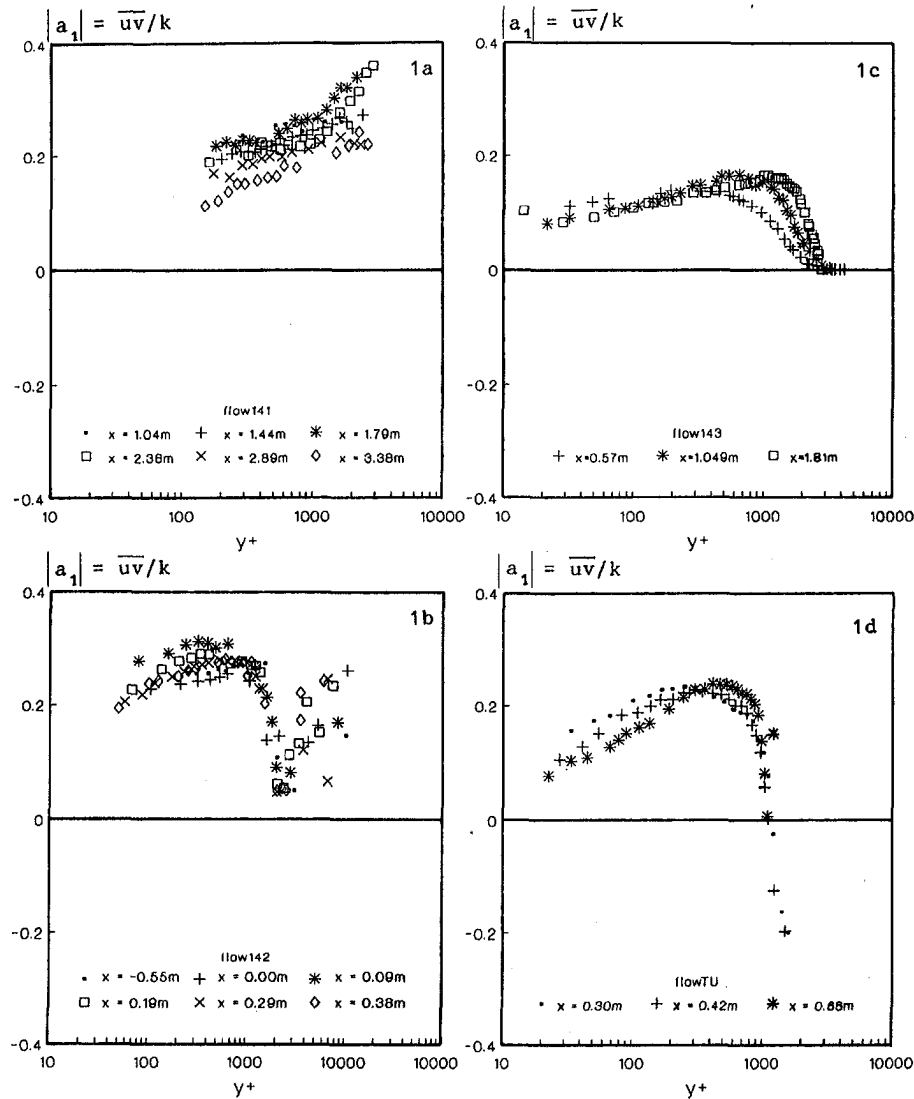 |a₁| = uv/k
0.4
1a
0.2
0
-0.2
flow141
· x = 1.04m + x = 1.44m * x = 1.79m
□ x = 2.38m × x = 2.89m ◊ x = 3.38m
-0.4
10 100 1000 10000
y+
|a₁| = uv/k
0.4
1c
0.2
0
-0.2
flow143
+ x=0.57m * x=1.049m □ x=1.81m
-0.4
10 100 1000 10000
y+
|a₁| = uv/k
0.4
1b
0.2
0
-0.2
flow142
· x = -0.55m + x = 0.00m * x = 0.09m
□ x = 0.19m × x = 0.29m ◊ x = 0.38m
-0.4
10 100 1000 10000
y+
|a₁| = uv/k
0.4
1d
0.2
0
-0.2
flowTU
· x = 0.30m + x = 0.42m * x = 0.68m
-0.4
10 100 1000 10000
y+